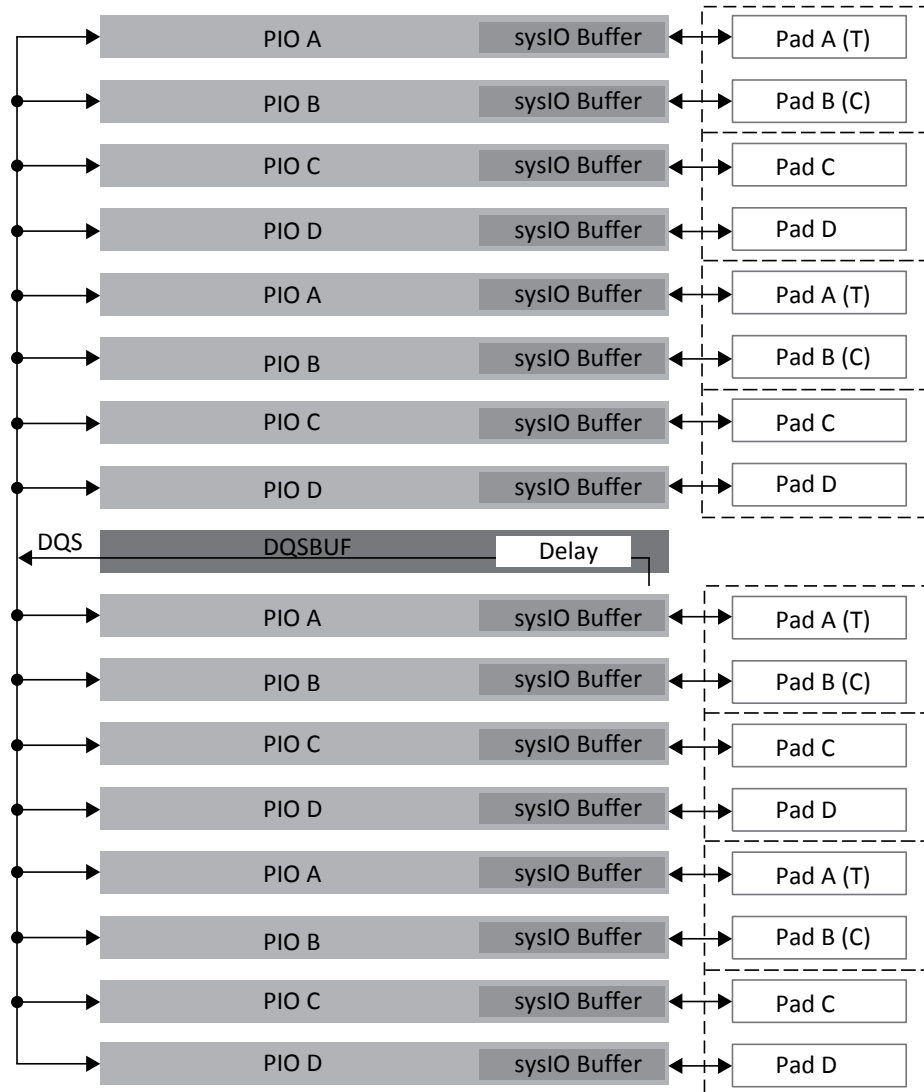 PIO A sysIO Buffer Pad A (T)
PIO B sysIO Buffer Pad B (C)
PIO C sysIO Buffer Pad C
PIO D sysIO Buffer Pad D
PIO A sysIO Buffer Pad A (T)
PIO B sysIO Buffer Pad B (C)
PIO C sysIO Buffer Pad C
PIO D sysIO Buffer Pad D
DQS DQSBUF Delay
PIO A sysIO Buffer Pad A (T)
PIO B sysIO Buffer Pad B (C)
PIO C sysIO Buffer Pad C
PIO D sysIO Buffer Pad D
PIO A sysIO Buffer Pad A (T)
PIO B sysIO Buffer Pad B (C)
PIO C sysIO Buffer Pad C
PIO D sysIO Buffer Pad D